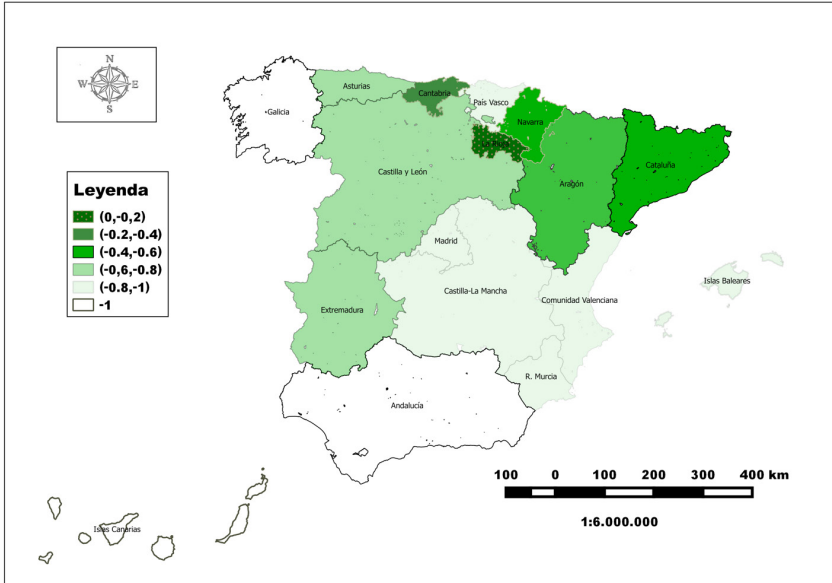 N
W E
S
Galicia
Asturias
Cantabria
País Vasco
Navarra
La Rioja
Castilla y León
Aragón
Cataluña
Leyenda
(0,-0,2)
(-0.2,-0.4)
(-0.4,-0.6)
(-0,6,-0.8)
(-0.8,-1)
-1
Madrid
Castilla-La Mancha
Comunidad Valenciana
Islas Baleares
Extremadura
R. Murcia
Andalucía
Islas Canarias
100 0 100 200 300 400 km
1:6.000.000